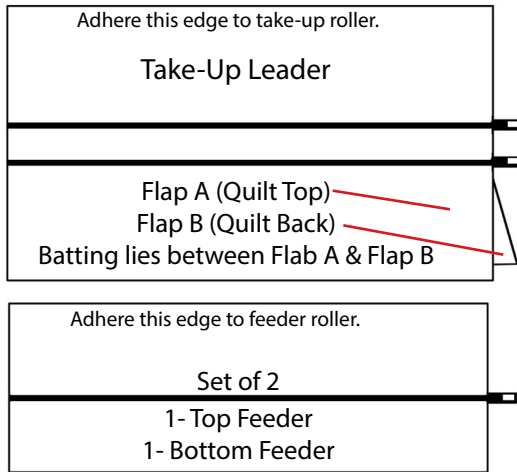 Adhere this edge to take-up roller.
Take-Up Leader
Flap A (Quilt Top)
Flap B (Quilt Back)
Batting lies between Flab A & Flap B
Adhere this edge to feeder roller.
Set of 2
1- Top Feeder
1- Bottom Feeder